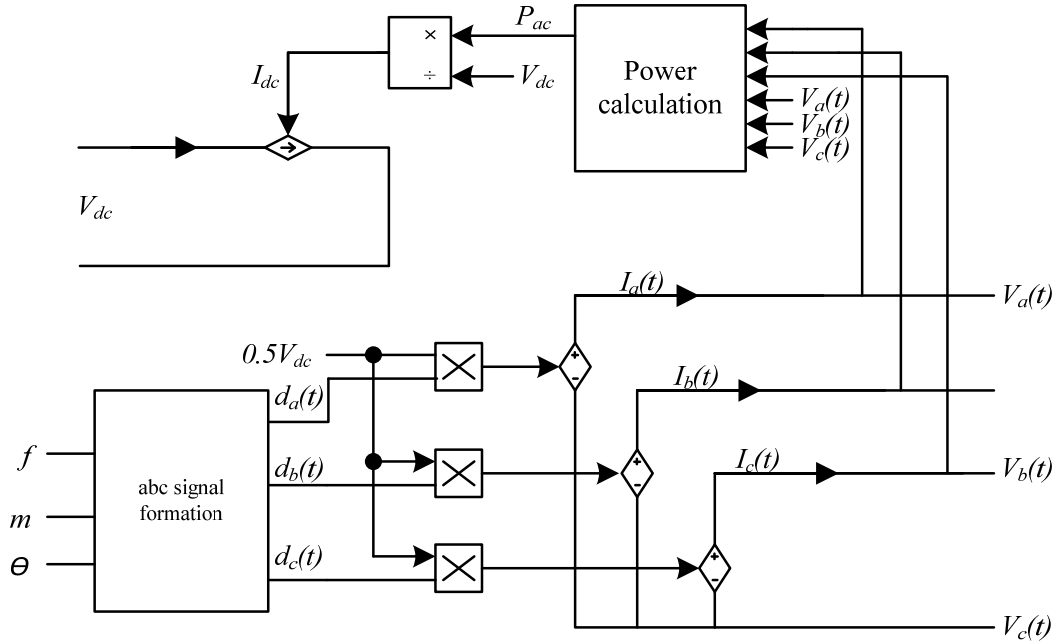 P_ac
×
÷
V_dc
I_dc
Power
calculation
V_a(t)
V_b(t)
V_c(t)
V_dc
I_a(t)
V_a(t)
0.5V_dc
+
-
d_a(t)
I_b(t)
f
m
Θ
abc signal
formation
d_b(t)
+
-
I_c(t)
V_b(t)
d_c(t)
+
-
V_c(t)